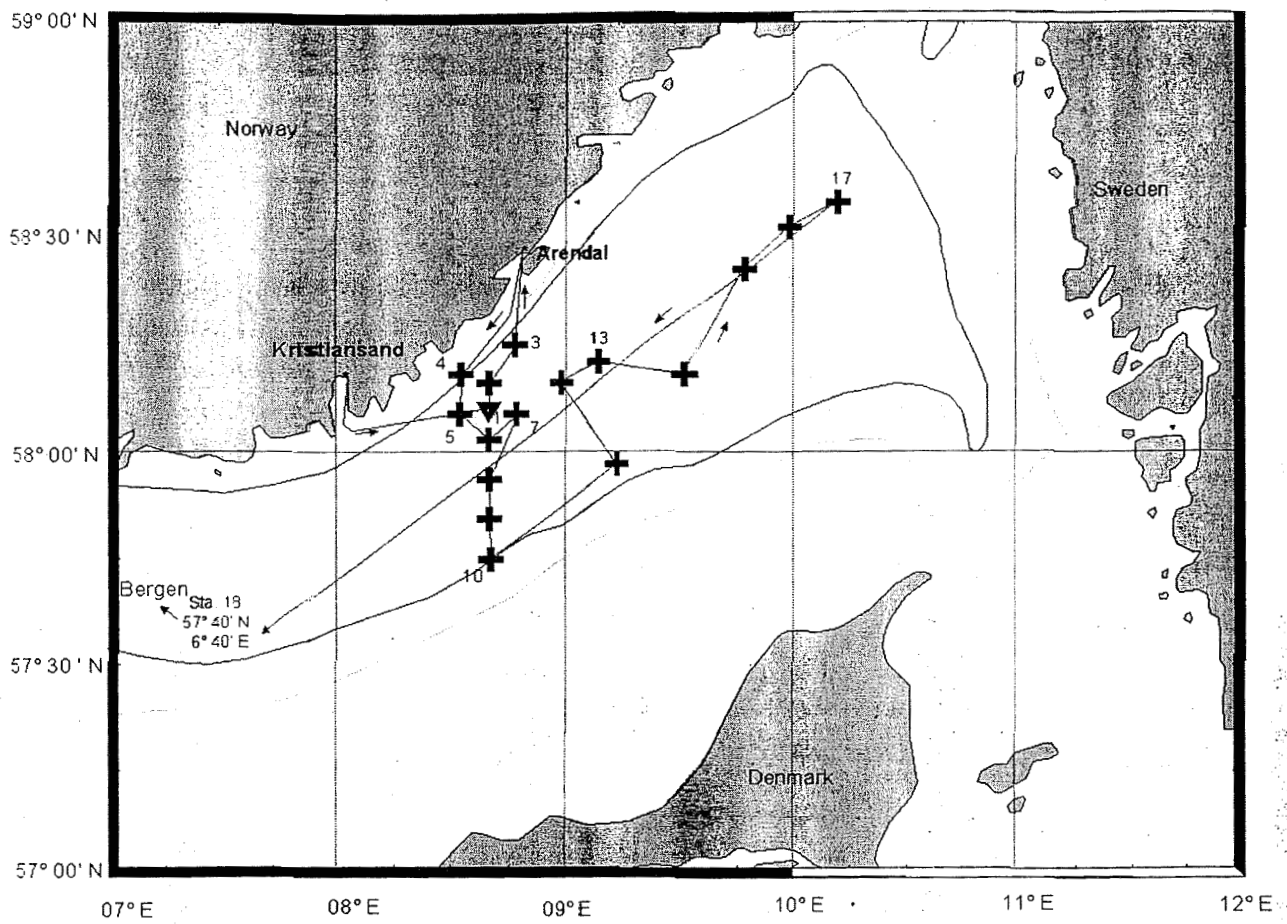 59° 00' N
Norway
17
Sweden
58° 30' N
Arendal
3
13
Kristiansand
4
1
5
7
58° 00' N
10
Bergen
Sta. 18
57° 40' N
6° 40' E
57° 30' N
Denmark
57° 00' N
07° E
08° E
09° E
10° E
11° E
12° E